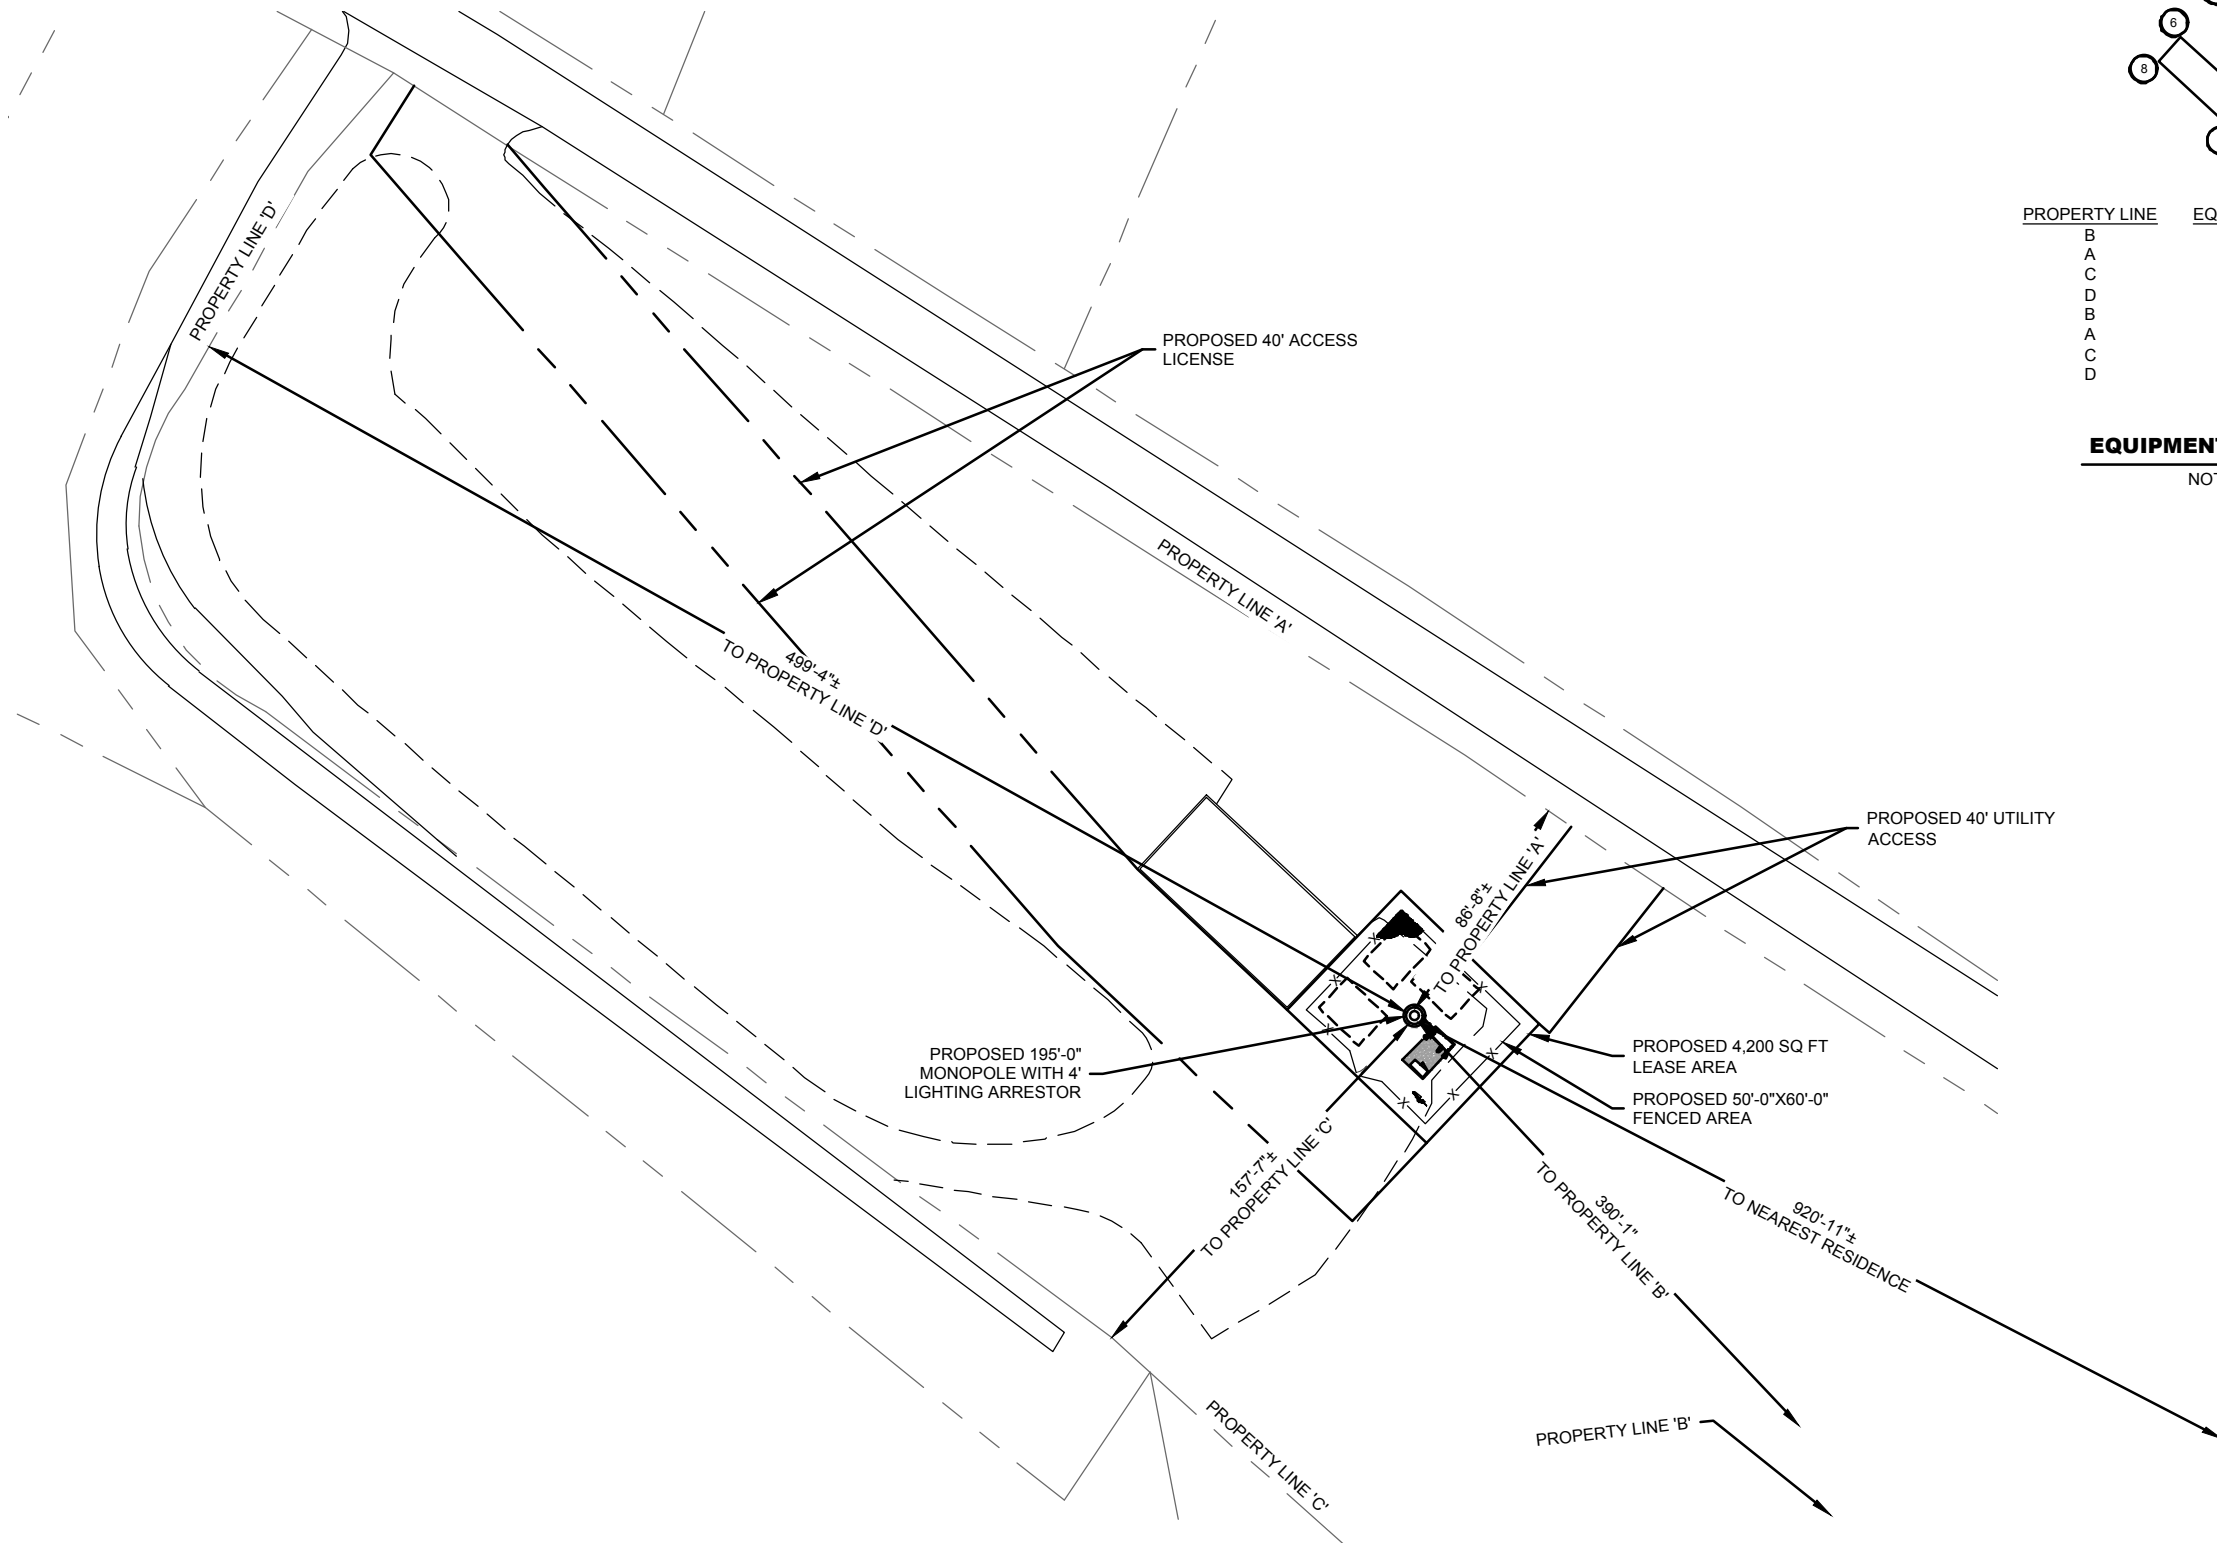 6
8
PROPERTY LINE EQ
B
A
C
D
B
A
C
D
EQUIPMENT
NOT
PROPERTY LINE 'D'
PROPOSED 40' ACCESS
LICENSE
PROPERTY LINE 'A'
499'-4"±
TO PROPERTY LINE 'D'
PROPOSED 40' UTILITY
ACCESS
86'-8"±
TO PROPERTY LINE 'A'
PROPOSED 195'-0"
MONOPOLE WITH 4'
LIGHTING ARRESTOR
X
X
X
X
X
X
X
PROPOSED 4,200 SQ FT
LEASE AREA
PROPOSED 50'-0"X60'-0"
FENCED AREA
157'-7"±
TO PROPERTY LINE 'C'
390'-1"
TO PROPERTY LINE 'B'
920'-11"±
TO NEAREST RESIDENCE
PROPERTY LINE 'B'
PROPERTY LINE 'C'